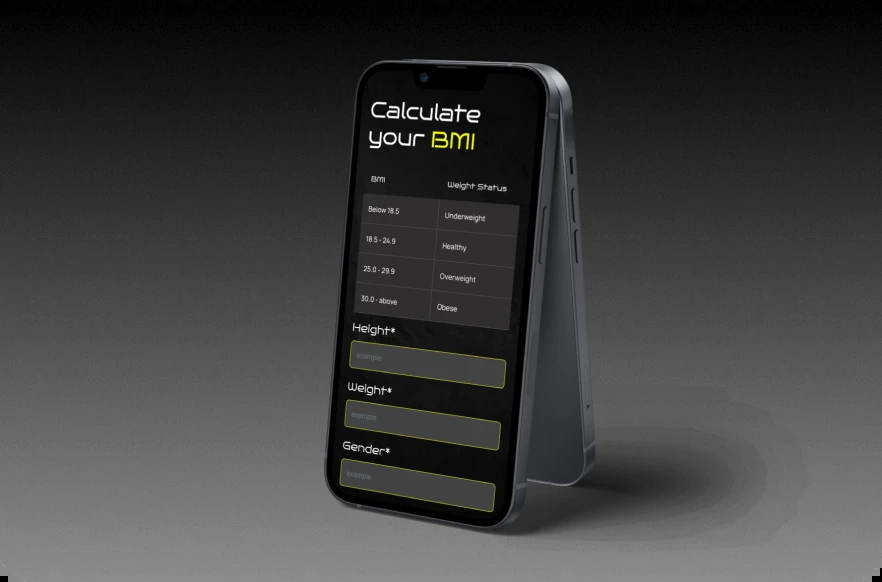 Calculate
your BMI
BMI Weight Status
Below 18.5 Underweight
18.5 - 24.9 Healthy
25.0 - 29.9 Overweight
30.0 - above Obese
Height*
example
Weight*
example
Gender*
example